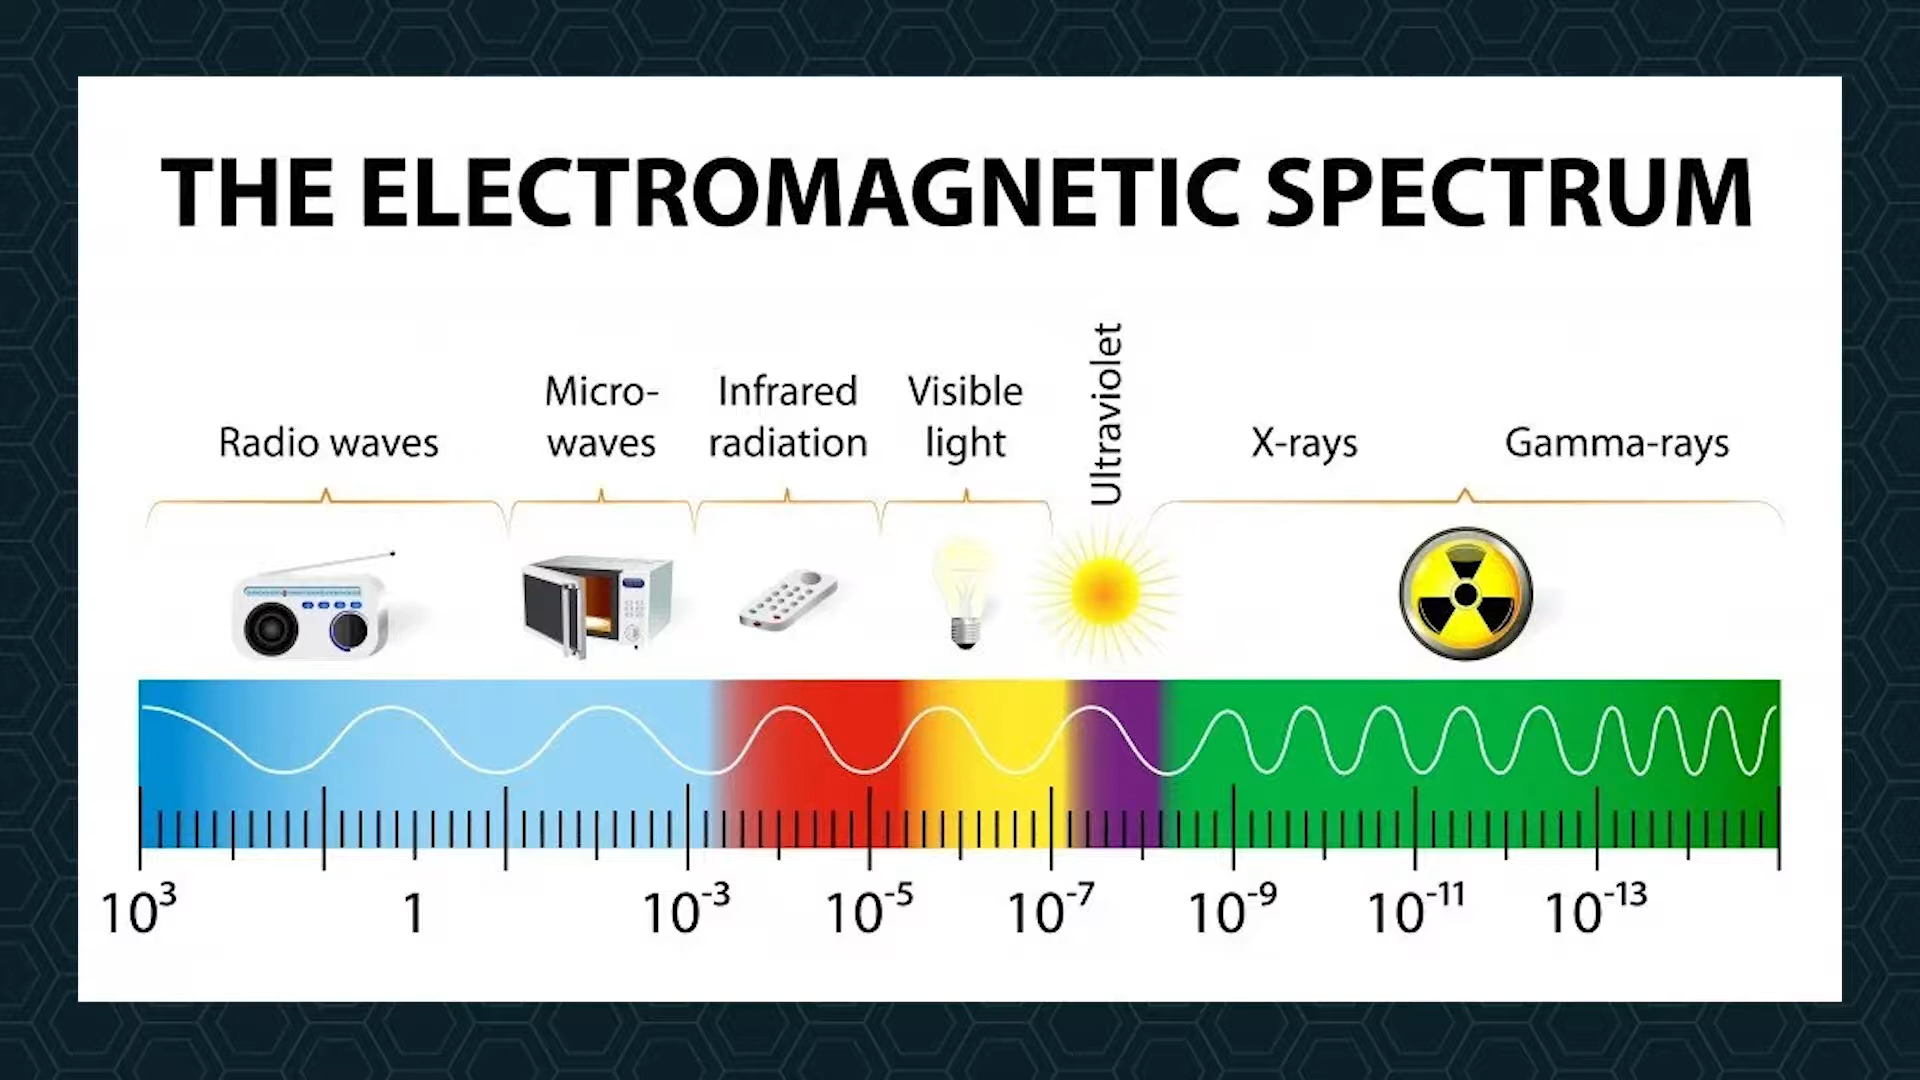 THE ELECTROMAGNETIC SPECTRUM
Radio waves
Micro-
waves
Infrared
radiation
Visible
light
Ultraviolet
X-rays
Gamma-rays
10³ 1 10⁻³ 10⁻⁵ 10⁻⁷ 10⁻⁹ 10⁻¹¹ 10⁻¹³